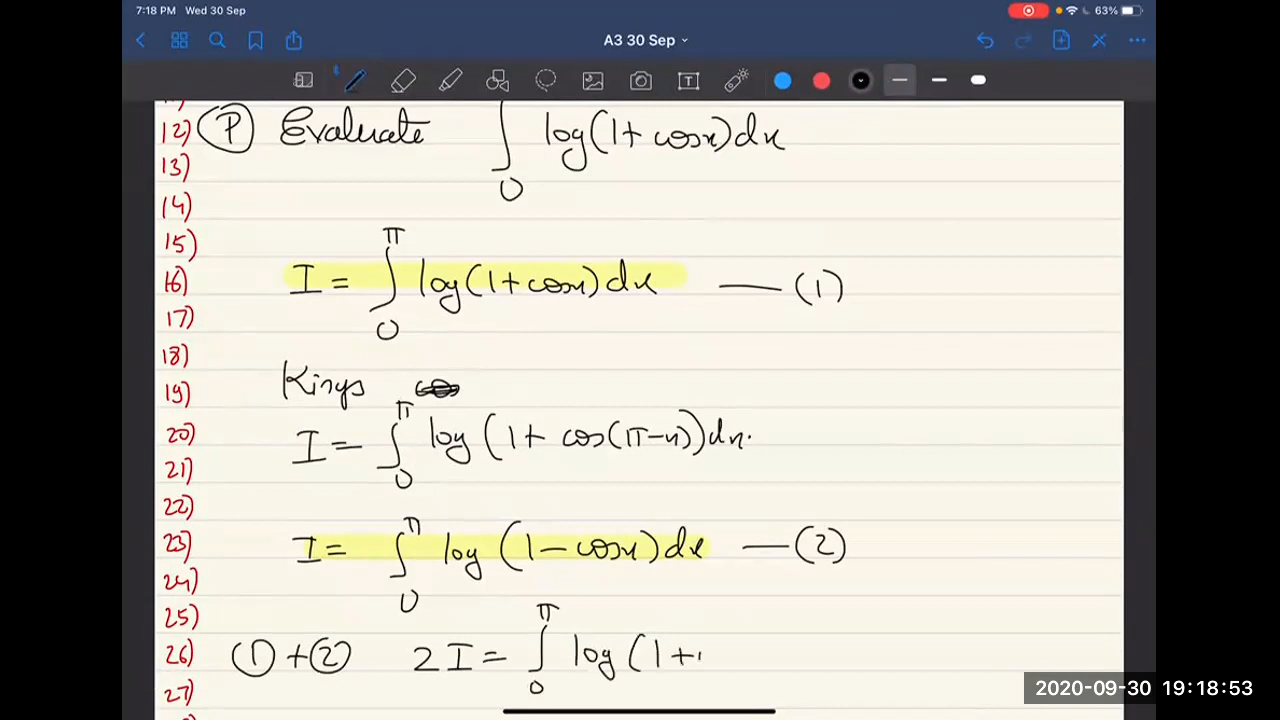 7:18 PM Wed 30 Sep 63%
A3 30 Sep
11)
12) (P) Evaluate ∫₀ log(1+ cosx)dx
13)
14)
15)
16) I = ∫₀^π log(1+cosx)dx —(1)
17)
18)
19) Kings
20) I = ∫₀^π log (1+ cos(π-x))dx.
21)
22)
23) I = ∫₀^π log (1- cosx)dx —(2)
24)
25)
26) ① +② 2I = ∫₀^π log (1+
27)
2020-09-30 19:18:53